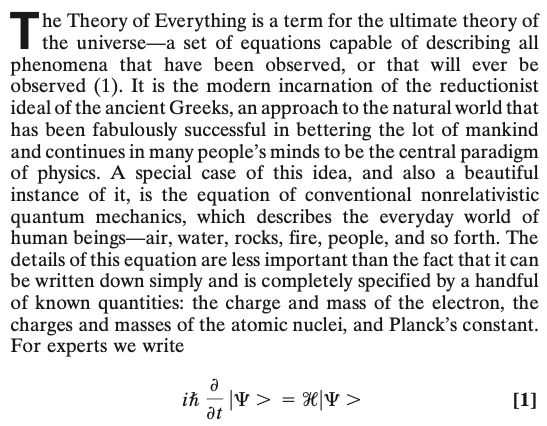 The Theory of Everything is a term for the ultimate theory of
the universe—a set of equations capable of describing all
phenomena that have been observed, or that will ever be
observed (1). It is the modern incarnation of the reductionist
ideal of the ancient Greeks, an approach to the natural world that
has been fabulously successful in bettering the lot of mankind
and continues in many people’s minds to be the central paradigm
of physics. A special case of this idea, and also a beautiful
instance of it, is the equation of conventional nonrelativistic
quantum mechanics, which describes the everyday world of
human beings—air, water, rocks, fire, people, and so forth. The
details of this equation are less important than the fact that it can
be written down simply and is completely specified by a handful
of known quantities: the charge and mass of the electron, the
charges and masses of the atomic nuclei, and Planck’s constant.
For experts we write
iℏ ∂/∂t |Ψ > = ℋ|Ψ > [1]